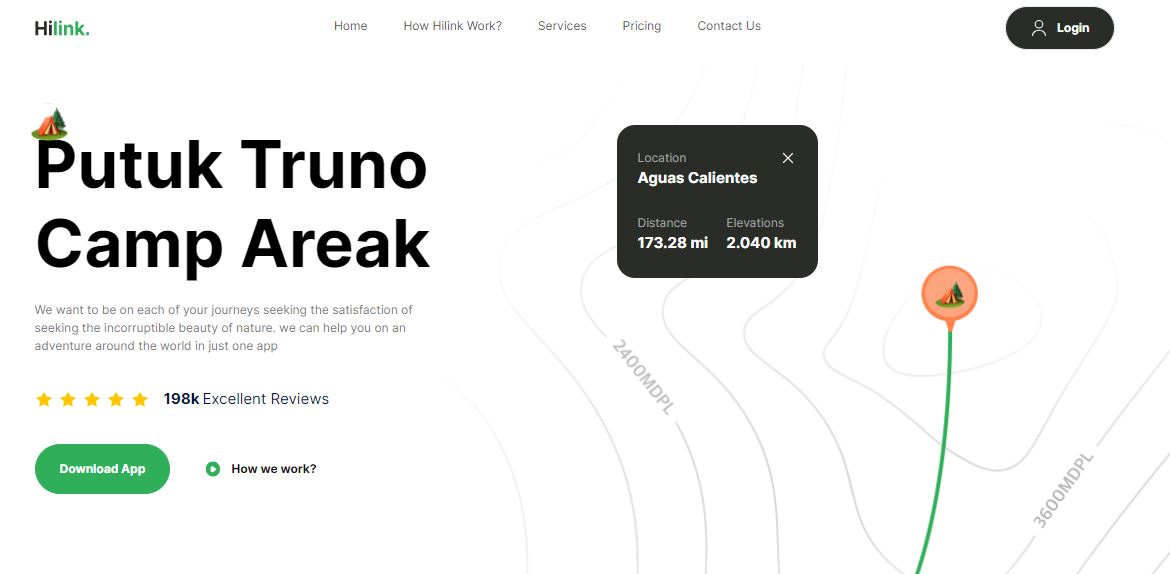 Hilink.
Home
How Hilink Work?
Services
Pricing
Contact Us
Login
Putuk Truno
Camp Areak
We want to be on each of your journeys seeking the satisfaction of
seeking the incorruptible beauty of nature. we can help you on an
adventure around the world in just one app
198k Excellent Reviews
Download App
How we work?
Location
Aguas Calientes
Distance
Elevations
173.28 mi
2.040 km
2400MDPL
3600MDPL